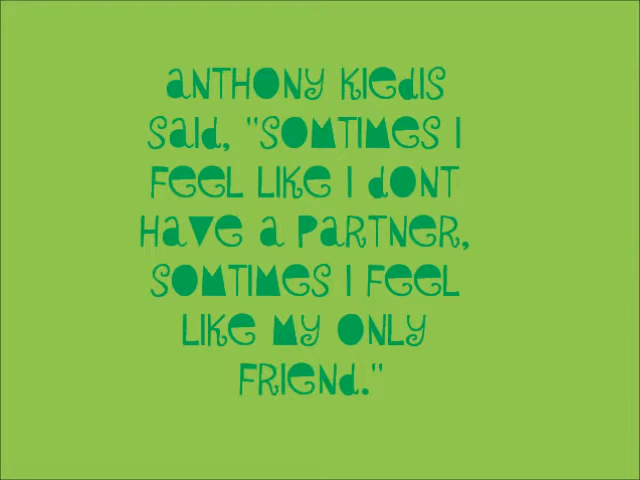 ANTHONY KIEDIS
SAID, "SOMTIMES I
FEEL LIKE I DONT
HAVE A PARTNER,
SOMTIMES I FEEL
LIKE MY ONLY
FRIEND."